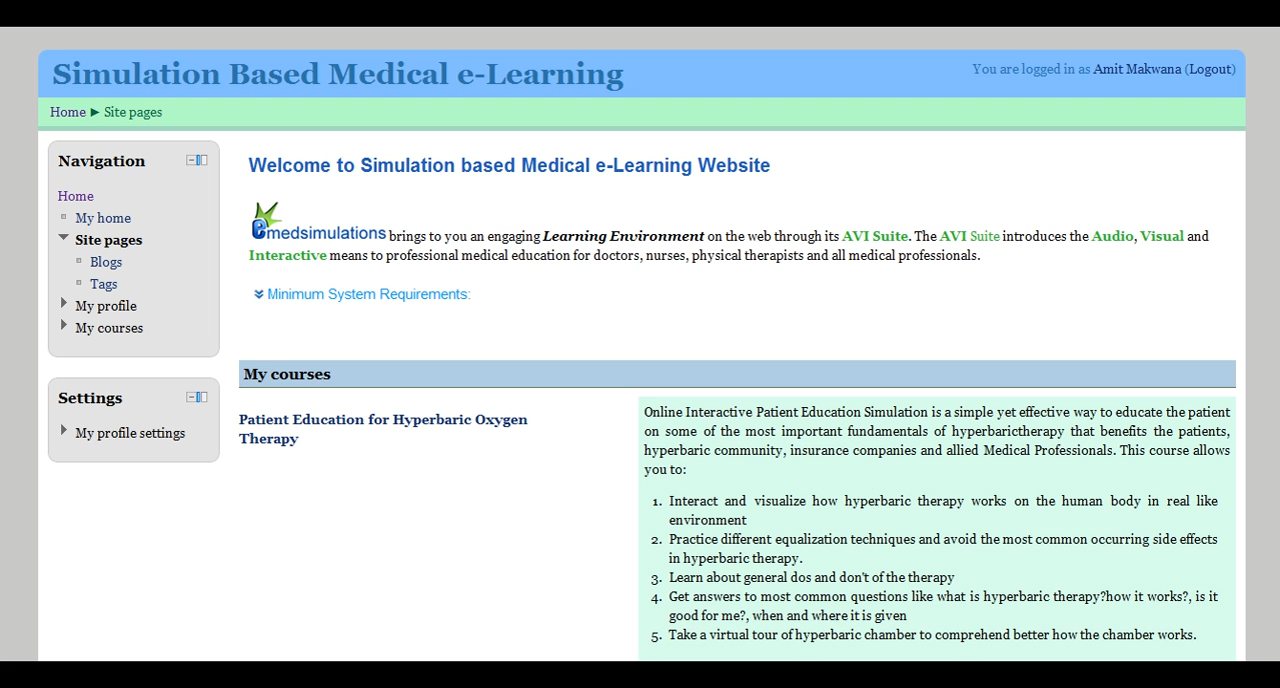 Simulation Based Medical e-Learning
You are logged in as Amit Makwana (Logout)
Home ► Site pages
Navigation
Home
My home
Site pages
Blogs
Tags
My profile
My courses
Settings
My profile settings
Welcome to Simulation based Medical e-Learning Website
emedsimulations brings to you an engaging Learning Environment on the web through its AVI Suite. The AVI Suite introduces the Audio, Visual and
Interactive means to professional medical education for doctors, nurses, physical therapists and all medical professionals.
Minimum System Requirements:
My courses
Patient Education for Hyperbaric Oxygen
Therapy
Online Interactive Patient Education Simulation is a simple yet effective way to educate the patient
on some of the most important fundamentals of hyperbarictherapy that benefits the patients,
hyperbaric community, insurance companies and allied Medical Professionals. This course allows
you to:
1. Interact and visualize how hyperbaric therapy works on the human body in real like
environment
2. Practice different equalization techniques and avoid the most common occurring side effects
in hyperbaric therapy.
3. Learn about general dos and don't of the therapy
4. Get answers to most common questions like what is hyperbaric therapy?how it works?, is it
good for me?, when and where it is given
5. Take a virtual tour of hyperbaric chamber to comprehend better how the chamber works.